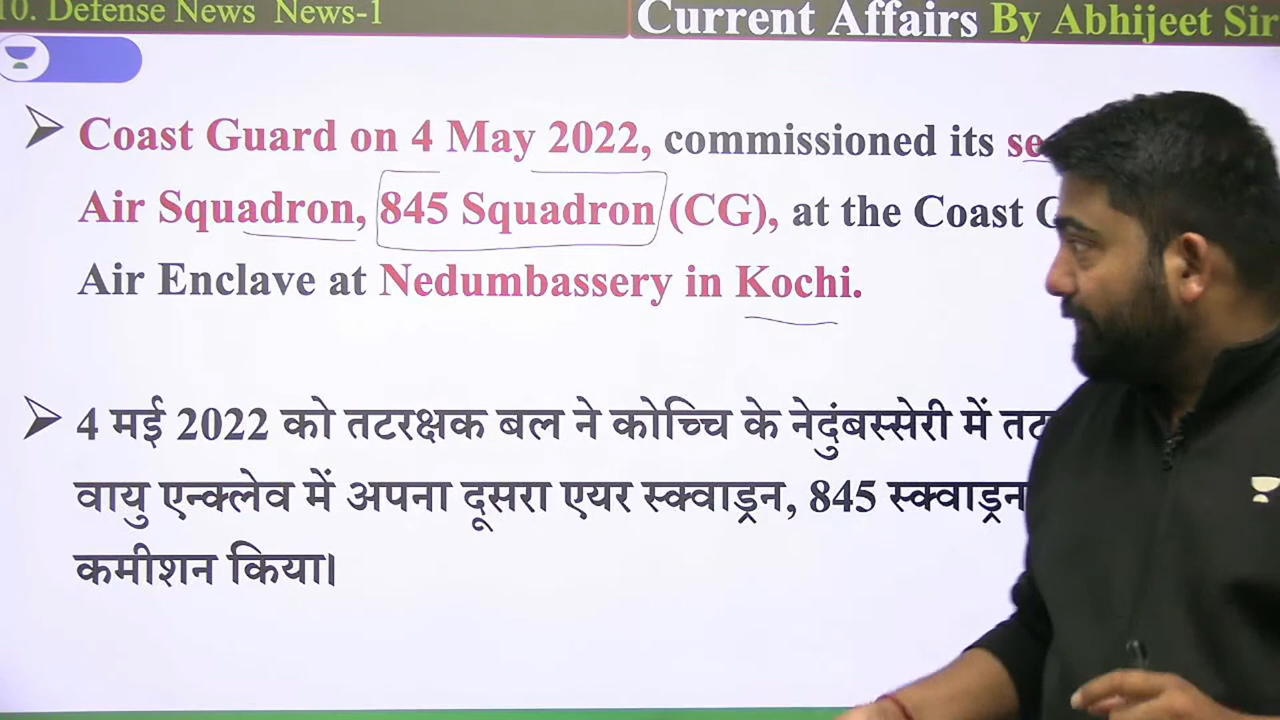 10. Defense News News-1
Current Affairs By Abhijeet Sir
Coast Guard on 4 May 2022, commissioned its
Air Squadron, 845 Squadron (CG), at the Coast
Air Enclave at Nedumbassery in Kochi.
4 मई 2022 को तटरक्षक बल ने कोच्चि के नेदुंबस्सेरी में
वायु एन्क्लेव में अपना दूसरा एयर स्क्वाड्रन, 845 स्क्वाड्रन
कमीशन किया।